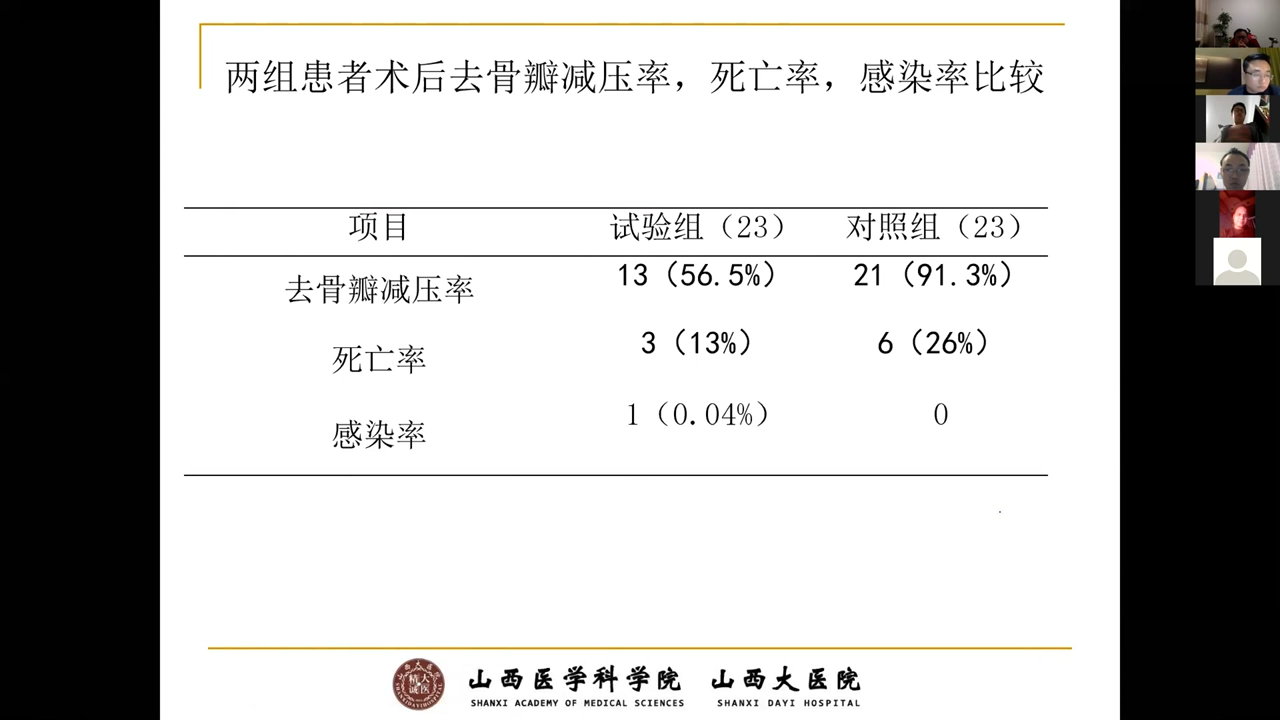 两组患者术后去骨瓣减压率，死亡率，感染率比较
项目 试验组（23） 对照组（23）
去骨瓣减压率 13（56.5%） 21（91.3%）
死亡率 3（13%） 6（26%）
感染率 1（0.04%） 0
山西医学科学院 山西大医院
SHANXI ACADEMY OF MEDICAL SCIENCES SHANXI DAYI HOSPITAL